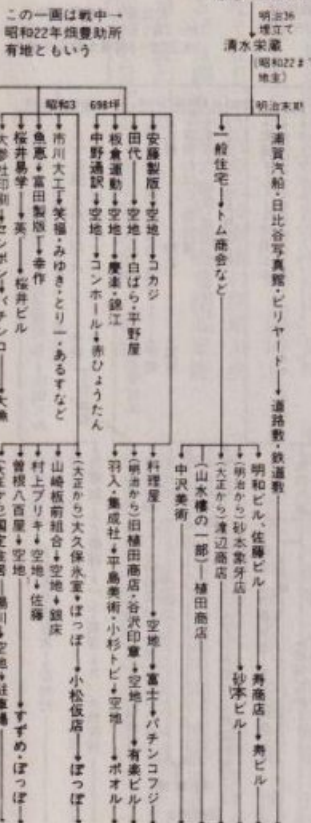 明治36
埋立て
清水栄蔵
(昭和22まで
地主)
明治末期
浦賀汽船・日比谷写真館・ビリヤード→道路敷・鉄道敷
一般住宅→トム商会など
この一画は戦中→
昭和22年畑豊助所
有地ともいう
昭和3
698坪
安藤製版→空地→コカジ
田代→空地→白ばら・平野屋
板倉運動→空地→慶楽・錦江
中野通訳→空地→コンホール→赤ひょうたん
市川大工→笑福・みゆき・とり一・あるすなど
魚恵→富田製版→幸作
桜井易学→英→桜井ビル
明和ビル、佐藤ビル→寿商店→寿ビル
(明治から)砂本象牙店→砂本ビル
(大正から)渡辺商店
(山水楼の一部)―植田商店
中沢美術
料理屋→空地→富士→パチンコフジ
(明治から)旧植田商店・谷沢印章→空地→有楽ビル
羽入・集成社→平島美術・小杉トビ→空地→ボオル
(大正から)大久保氷室・ぽっぽ→小松仮店→ぽっぽ
山崎板前組合→空地→銀床
村上ブリキ→空地→佐藤
曽根八百屋→空地→すずめ・ぽっぽ